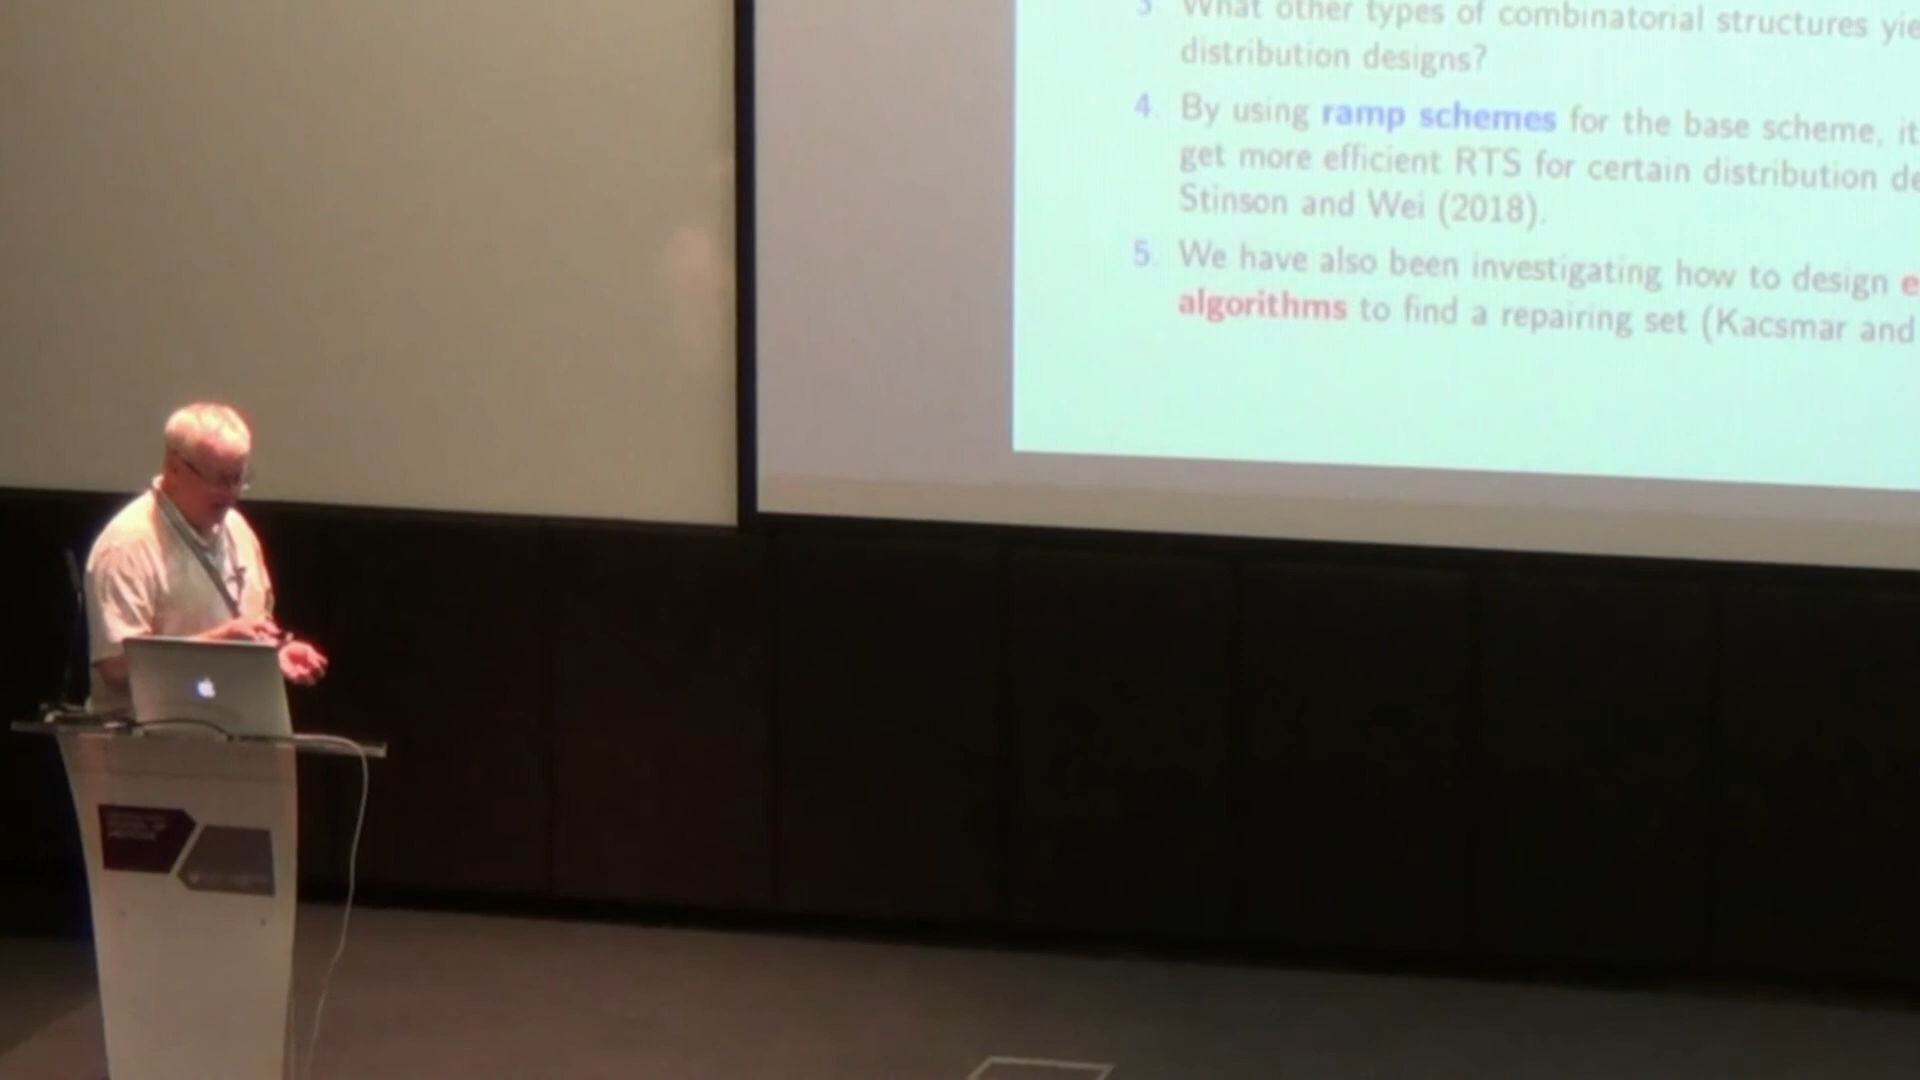 3. What other types of combinatorial structures yie
distribution designs?
4. By using ramp schemes for the base scheme, it
get more efficient RTS for certain distribution de
Stinson and Wei (2018).
5. We have also been investigating how to design e
algorithms to find a repairing set (Kacsmar and